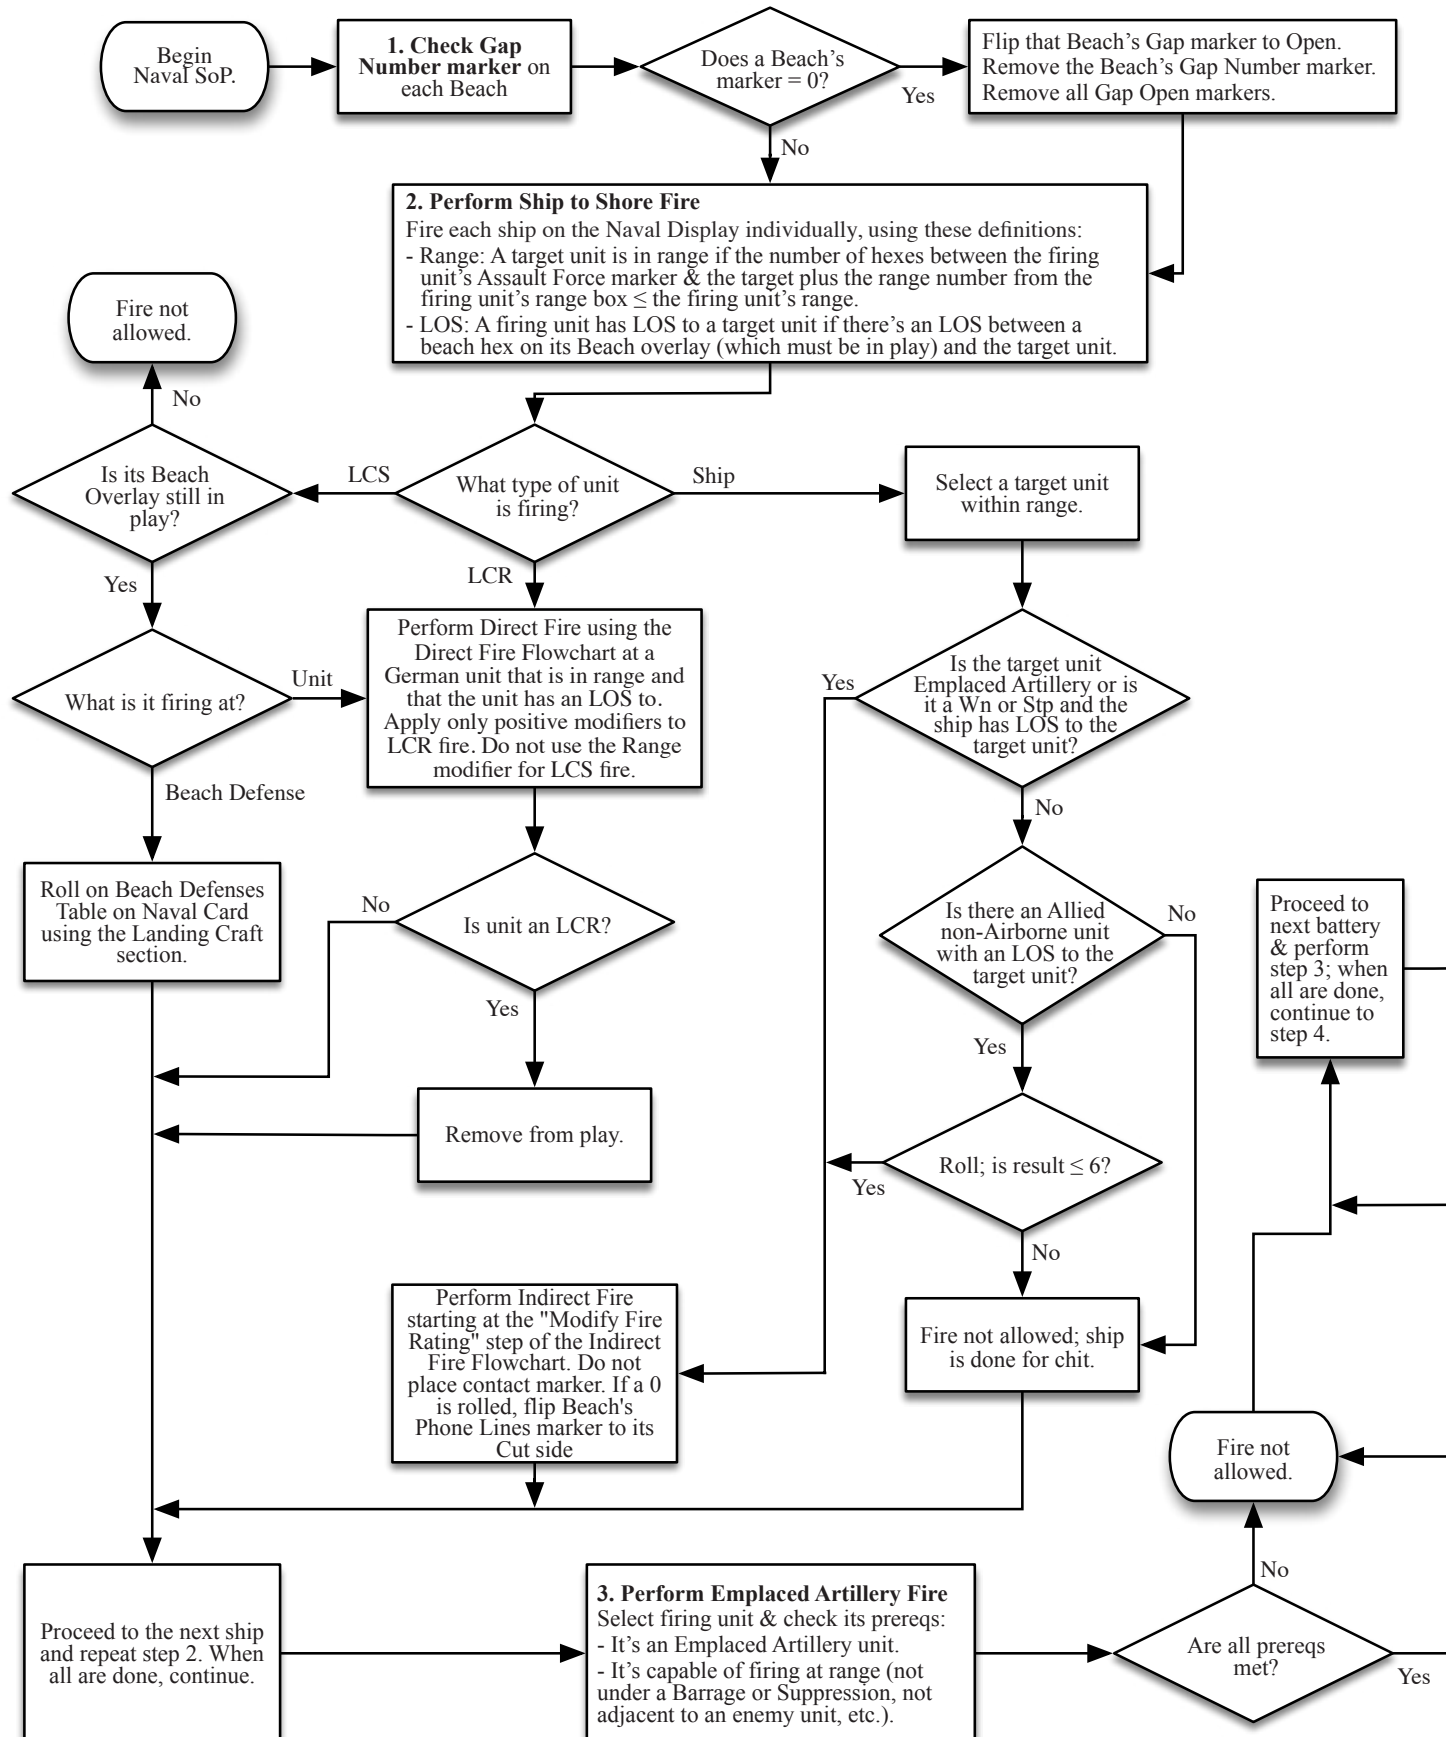 Begin
Naval SoP.
1. Check Gap
Number marker on
each Beach
Does a Beach's
marker = 0?
Yes
Flip that Beach's Gap marker to Open.
Remove the Beach's Gap Number marker.
Remove all Gap Open markers.
No
2. Perform Ship to Shore Fire
Fire each ship on the Naval Display individually, using these definitions:
- Range: A target unit is in range if the number of hexes between the firing
unit's Assault Force marker & the target plus the range number from the
firing unit's range box ≤ the firing unit's range.
- LOS: A firing unit has LOS to a target unit if there's an LOS between a
beach hex on its Beach overlay (which must be in play) and the target unit.
Fire not
allowed.
No
Is its Beach
Overlay still in
play?
LCS
What type of unit
is firing?
Ship
Select a target unit
within range.
Yes
LCR
What is it firing at?
Unit
Perform Direct Fire using the
Direct Fire Flowchart at a
German unit that is in range and
that the unit has an LOS to.
Apply only positive modifiers to
LCR fire. Do not use the Range
modifier for LCS fire.
Yes
Is the target unit
Emplaced Artillery or is
it a Wn or Stp and the
ship has LOS to the
target unit?
Beach Defense
No
Roll on Beach Defenses
Table on Naval Card
using the Landing Craft
section.
No
Is unit an LCR?
Is there an Allied
non-Airborne unit
with an LOS to the
target unit?
No
Proceed to
next battery
& perform
step 3; when
all are done,
continue to
step 4.
Yes
Yes
Remove from play.
Roll; is result ≤ 6?
Yes
No
Perform Indirect Fire
starting at the "Modify Fire
Rating" step of the Indirect
Fire Flowchart. Do not
place contact marker. If a 0
is rolled, flip Beach's
Phone Lines marker to its
Cut side
Fire not allowed; ship
is done for chit.
Fire not
allowed.
No
Proceed to the next ship
and repeat step 2. When
all are done, continue.
3. Perform Emplaced Artillery Fire
Select firing unit & check its prereqs:
- It's an Emplaced Artillery unit.
- It's capable of firing at range (not
under a Barrage or Suppression, not
adjacent to an enemy unit, etc.).
Are all prereqs
met?
Yes